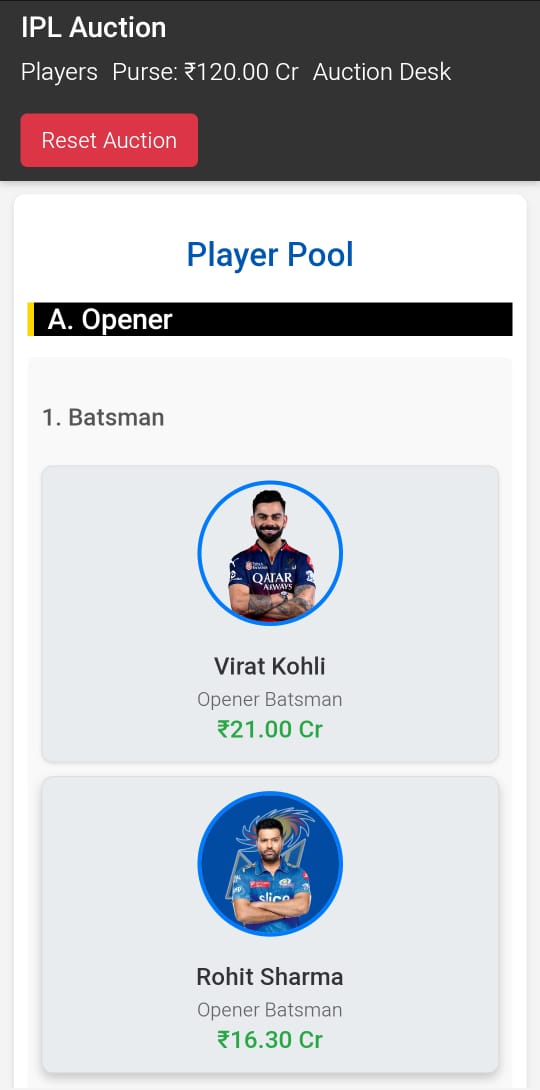 IPL Auction
Players Purse: ₹120.00 Cr Auction Desk
Reset Auction
Player Pool
A. Opener
1. Batsman
QATAR
AIRWAYS
Virat Kohli
Opener Batsman
₹21.00 Cr
slice
Rohit Sharma
Opener Batsman
₹16.30 Cr